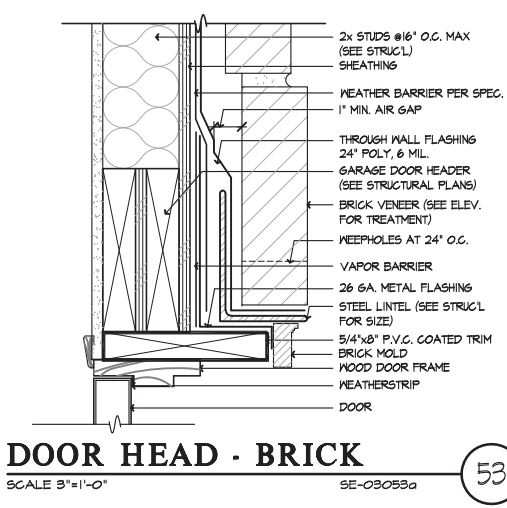 2x STUDS @16" O.C. MAX
(SEE STRUC'L)
SHEATHING
WEATHER BARRIER PER SPEC.
1" MIN. AIR GAP
THROUGH WALL FLASHING
24" POLY, 6 MIL.
GARAGE DOOR HEADER
(SEE STRUCTURAL PLANS)
BRICK VENEER (SEE ELEV.
FOR TREATMENT)
WEEPHOLES AT 24" O.C.
VAPOR BARRIER
26 GA. METAL FLASHING
STEEL LINTEL (SEE STRUC'L
FOR SIZE)
5/4"x8" P.V.C. COATED TRIM
BRICK MOLD
WOOD DOOR FRAME
WEATHERSTRIP
DOOR
DOOR HEAD - BRICK
SCALE 3"=1'-0"
SE-03053a
53